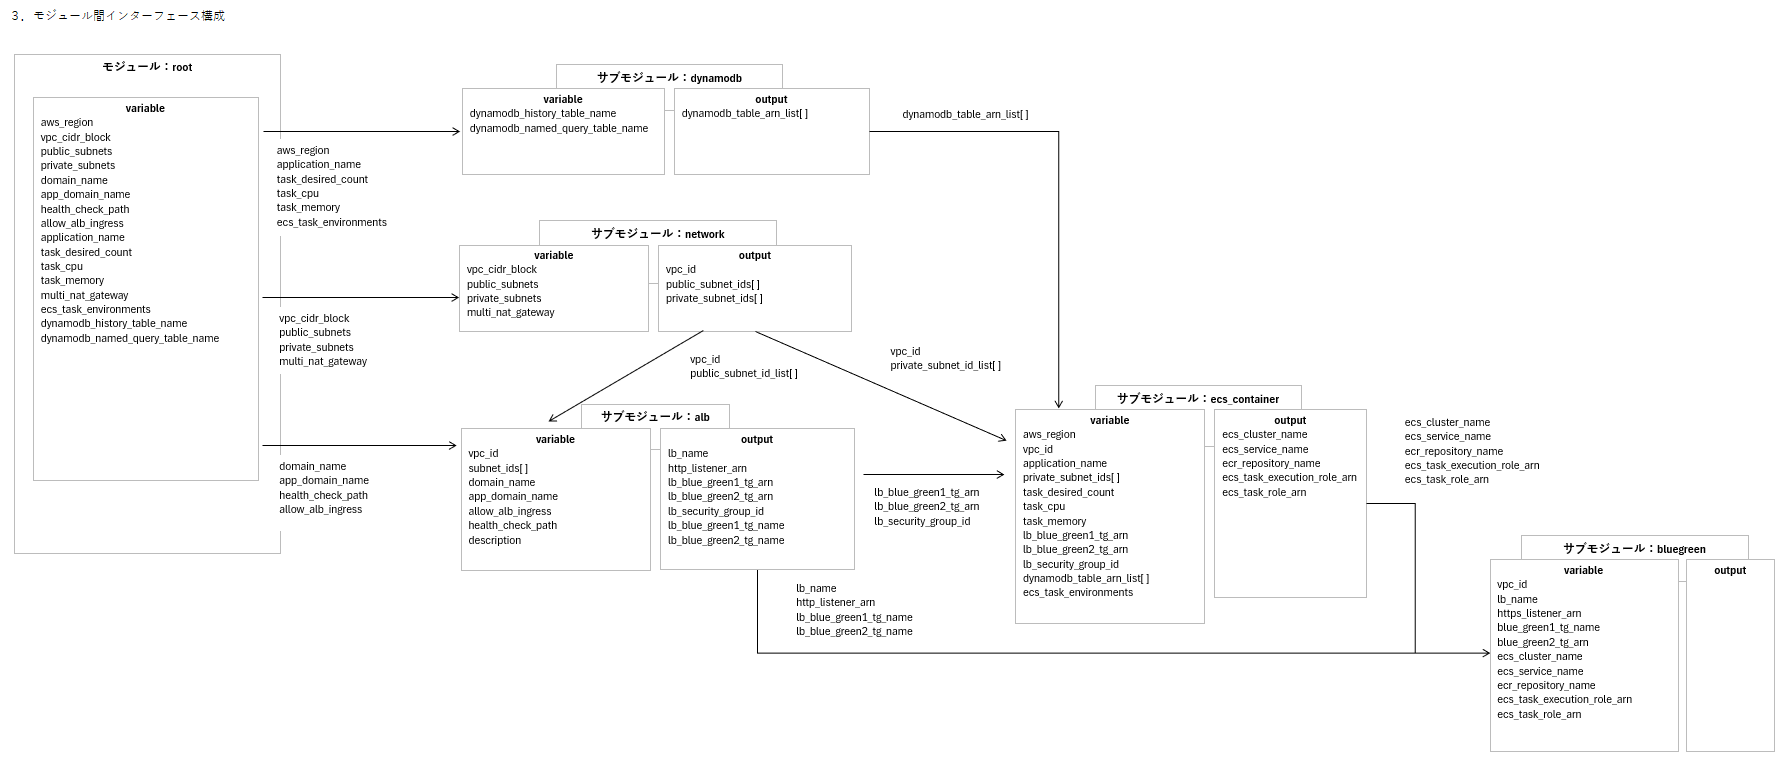 3．モジュール間インターフェース構成
モジュール：root
variable
aws_region
vpc_cidr_block
public_subnets
private_subnets
domain_name
app_domain_name
health_check_path
allow_alb_ingress
application_name
task_desired_count
task_cpu
task_memory
multi_nat_gateway
ecs_task_environments
dynamodb_history_table_name
dynamodb_named_query_table_name
aws_region
application_name
task_desired_count
task_cpu
task_memory
ecs_task_environments
vpc_cidr_block
public_subnets
private_subnets
multi_nat_gateway
domain_name
app_domain_name
health_check_path
allow_alb_ingress
サブモジュール：dynamodb
variable
dynamodb_history_table_name
dynamodb_named_query_table_name
output
dynamodb_table_arn_list[ ]
dynamodb_table_arn_list[ ]
サブモジュール：network
variable
vpc_cidr_block
public_subnets
private_subnets
multi_nat_gateway
output
vpc_id
public_subnet_ids[ ]
private_subnet_ids[ ]
vpc_id
public_subnet_id_list[ ]
vpc_id
private_subnet_id_list[ ]
サブモジュール：alb
variable
vpc_id
subnet_ids[ ]
domain_name
app_domain_name
allow_alb_ingress
health_check_path
description
output
lb_name
http_listener_arn
lb_blue_green1_tg_arn
lb_blue_green2_tg_arn
lb_security_group_id
lb_blue_green1_tg_name
lb_blue_green2_tg_name
lb_blue_green1_tg_arn
lb_blue_green2_tg_arn
lb_security_group_id
lb_name
http_listener_arn
lb_blue_green1_tg_name
lb_blue_green2_tg_name
サブモジュール：ecs_container
variable
aws_region
vpc_id
application_name
private_subnet_ids[ ]
task_desired_count
task_cpu
task_memory
lb_blue_green1_tg_arn
lb_blue_green2_tg_arn
lb_security_group_id
dynamodb_table_arn_list[ ]
ecs_task_environments
output
ecs_cluster_name
ecs_service_name
ecr_repository_name
ecs_task_execution_role_arn
ecs_task_role_arn
ecs_cluster_name
ecs_service_name
ecr_repository_name
ecs_task_execution_role_arn
ecs_task_role_arn
サブモジュール：bluegreen
variable
vpc_id
lb_name
https_listener_arn
blue_green1_tg_name
blue_green2_tg_arn
ecs_cluster_name
ecs_service_name
ecr_repository_name
ecs_task_execution_role_arn
ecs_task_role_arn
output